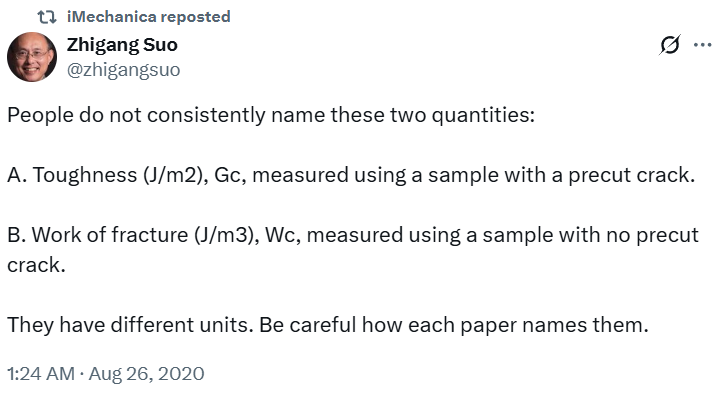 iMechanica reposted
Zhigang Suo
@zhigangsuo
People do not consistently name these two quantities:
A. Toughness (J/m2), Gc, measured using a sample with a precut crack.
B. Work of fracture (J/m3), Wc, measured using a sample with no precut
crack.
They have different units. Be careful how each paper names them.
1:24 AM · Aug 26, 2020